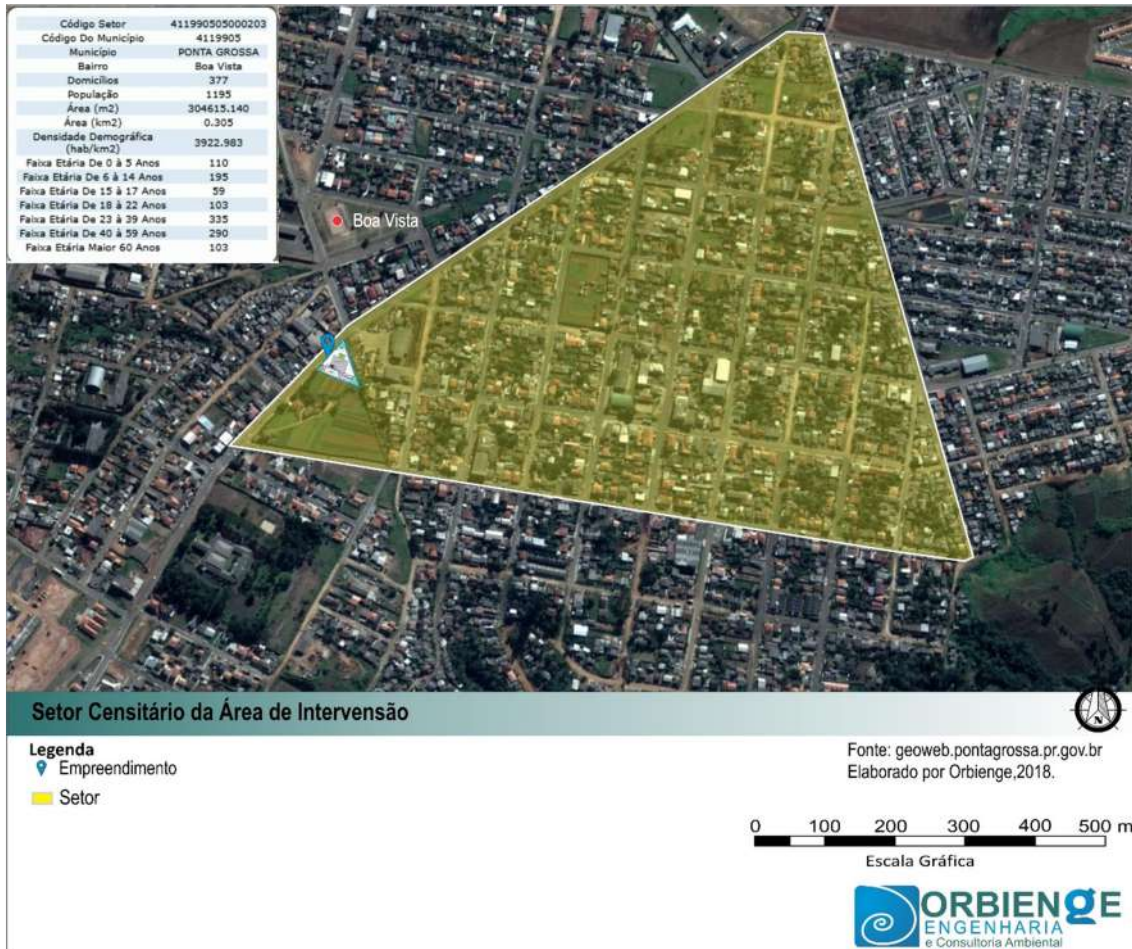 Código Setor 411990505000203
Código Do Município 4119905
Município PONTA GROSSA
Bairro Boa Vista
Domicílios 377
População 1195
Área (m2) 304615.140
Área (km2) 0.305
Densidade Demográfica
(hab/km2) 3922.983
Faixa Etária De 0 à 5 Anos 110
Faixa Etária De 6 à 14 Anos 195
Faixa Etária De 15 à 17 Anos 59
Faixa Etária De 18 à 22 Anos 103
Faixa Etária De 23 à 39 Anos 335
Faixa Etária De 40 à 59 Anos 290
Faixa Etária Maior 60 Anos 103
Boa Vista
Setor Censitário da Área de Intervensão
N
Legenda
Empreendimento
Setor
Fonte: geoweb.pontagrossa.pr.gov.br
Elaborado por Orbienge,2018.
0 100 200 300 400 500 m
Escala Gráfica
ORBIENgE
ENGENHARIA
e Consultoria Ambiental